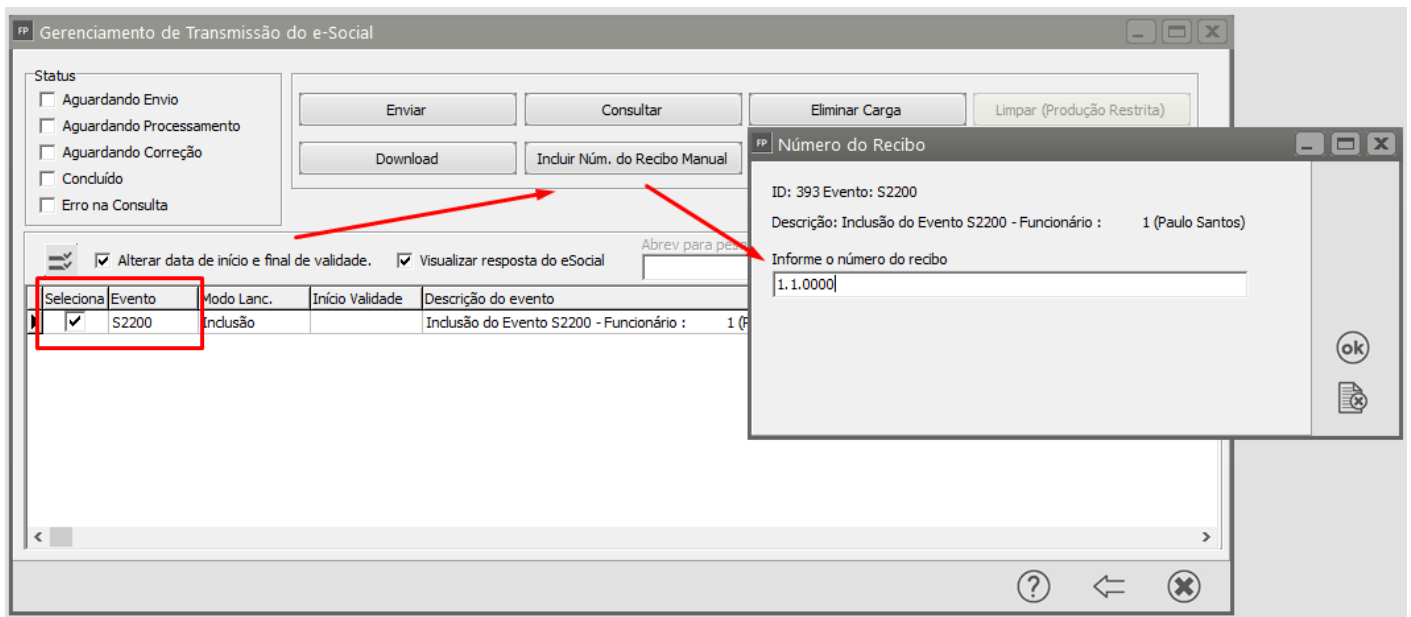 FP Gerenciamento de Transmissão do e-Social
Status
Aguardando Envio
Aguardando Processamento
Aguardando Correção
Concluído
Erro na Consulta
Enviar Consultar Eliminar Carga Limpar (Produção Restrita)
Download Incluir Núm. do Recibo Manual
FP Número do Recibo
ID: 393 Evento: S2200
Descrição: Inclusão do Evento S2200 - Funcionário : 1 (Paulo Santos)
Informe o número do recibo
1.1.0000
ok
Abrev para
Alterar data de início e final de validade. Visualizar resposta do eSocial
Seleciona Evento Modo Lanc. Início Validade Descrição do evento
S2200 Inclusão Inclusão do Evento S2200 - Funcionário : 1
?